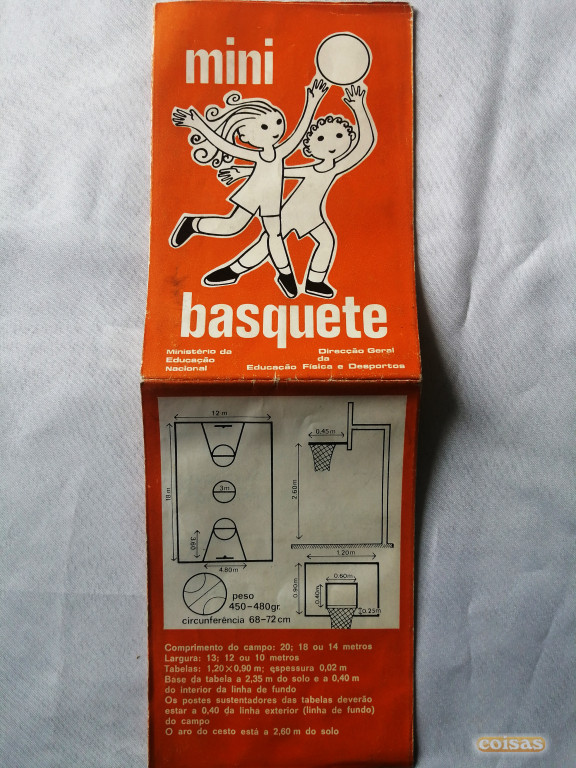 mini
basquete
Ministério da
Educação
Nacional
Direcção Geral
da
Educação Física e Desportos
12 m
18 m
3m
3.60
4.80m
0.45m
2.60m
1.20m
0.90m
0.60m
0.40m
0.25m
peso
450-480gr.
circunferência 68-72 cm
Comprimento do campo: 20; 18 ou 14 metros
Largura: 13; 12 ou 10 metros
Tabelas: 1,20×0,90 m; espessura 0,02 m
Base da tabela a 2,35 m do solo e a 0,40 m
do interior da linha de fundo
Os postes sustentadores das tabelas deverão
estar a 0,40 da linha exterior (linha de fundo)
do campo
O aro do cesto está a 2,60 m do solo
coisas